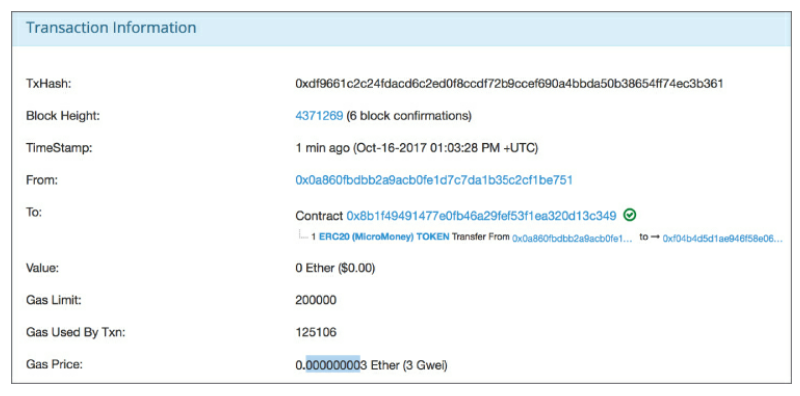 Transaction Information
TxHash: 0xdf9661c2c24fdacd6c2ed0f8ccdf72b9ccef690a4bbda50b38654ff74ec3b361
Block Height: 4371269 (6 block confirmations)
TimeStamp: 1 min ago (Oct-16-2017 01:03:28 PM +UTC)
From: 0x0a860fbdbb2a9acb0fe1d7c7da1b35c2cf1be751
To: Contract 0x8b1f49491477e0fb46a29fef53f1ea320d13c349
1 ERC20 (MicroMoney) TOKEN Transfer From 0x0a860fbdbb2a9acb0fe1... to → 0xf04b4d5d1ae946f58e06...
Value: 0 Ether ($0.00)
Gas Limit: 200000
Gas Used By Txn: 125106
Gas Price: 0.000000003 Ether (3 Gwei)